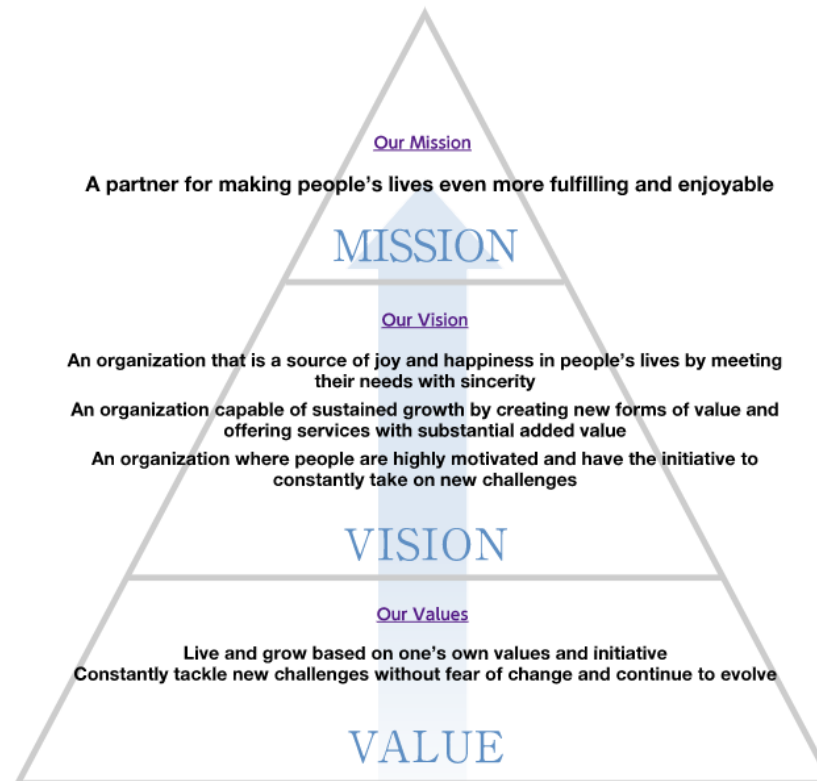 Our Mission
A partner for making people's lives even more fulfilling and enjoyable
MISSION
Our Vision
An organization that is a source of joy and happiness in people's lives by meeting
their needs with sincerity
An organization capable of sustained growth by creating new forms of value and
offering services with substantial added value
An organization where people are highly motivated and have the initiative to
constantly take on new challenges
VISION
Our Values
Live and grow based on one's own values and initiative
Constantly tackle new challenges without fear of change and continue to evolve
VALUE